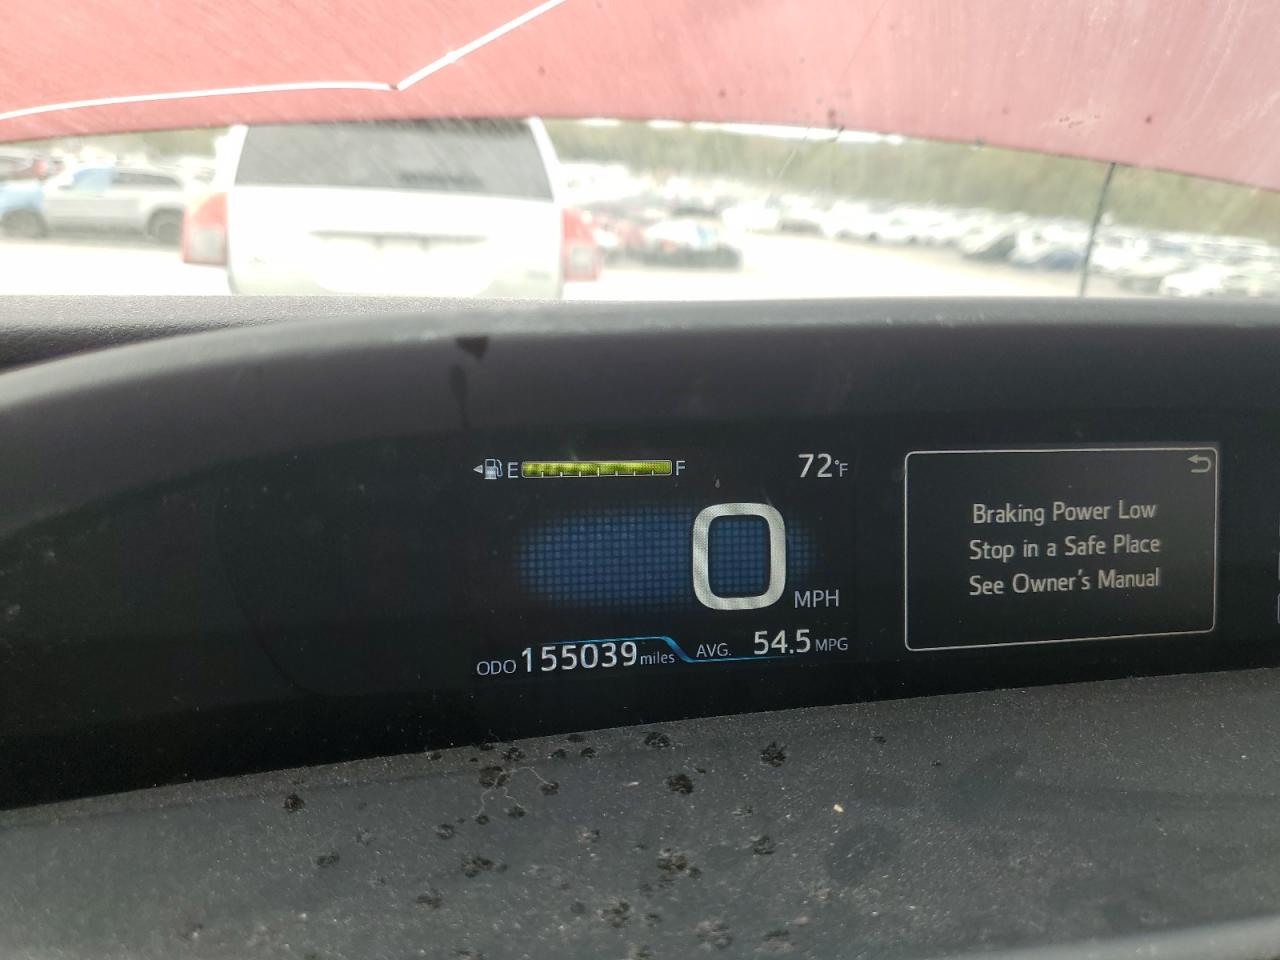 E F
72°F
0 MPH
ODO 155039 miles
AVG. 54.5 MPG
Braking Power Low
Stop in a Safe Place
See Owner's Manual